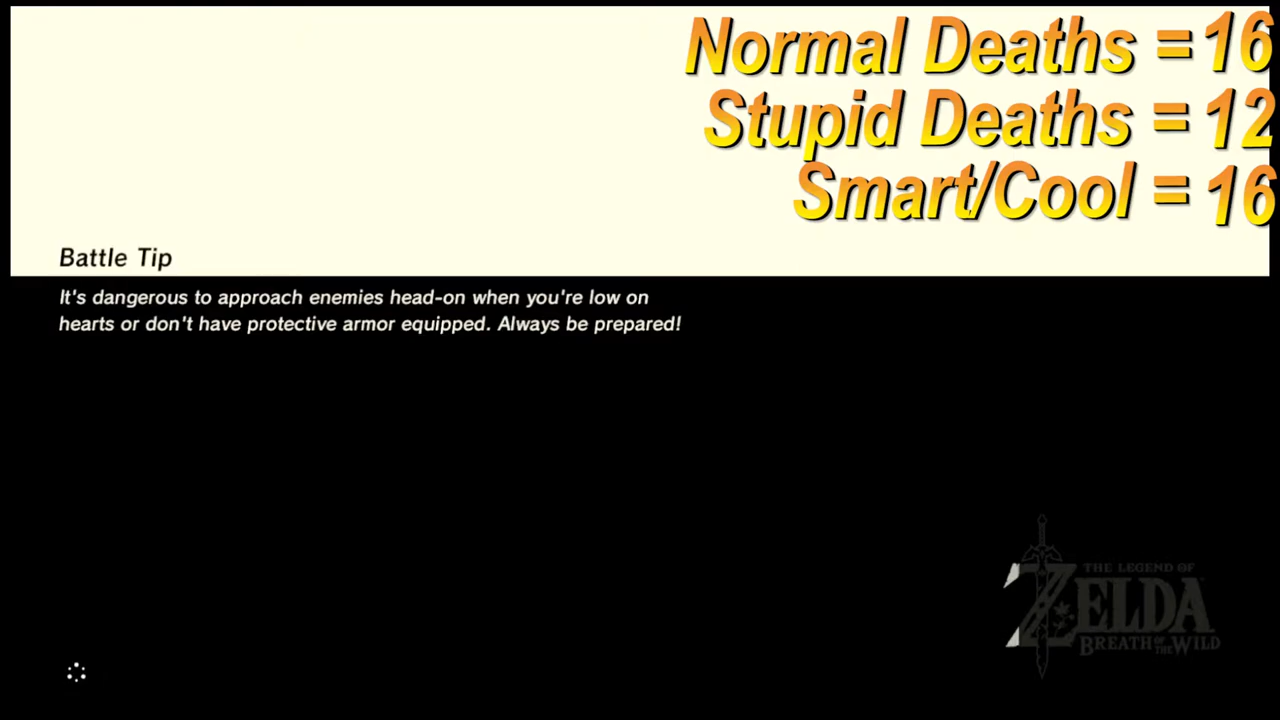 Normal Deaths = 16
Stupid Deaths = 12
Smart/Cool = 16
Battle Tip
It's dangerous to approach enemies head-on when you're low on
hearts or don't have protective armor equipped. Always be prepared!
THE LEGEND OF
ZELDA
BREATH OF THE WILD